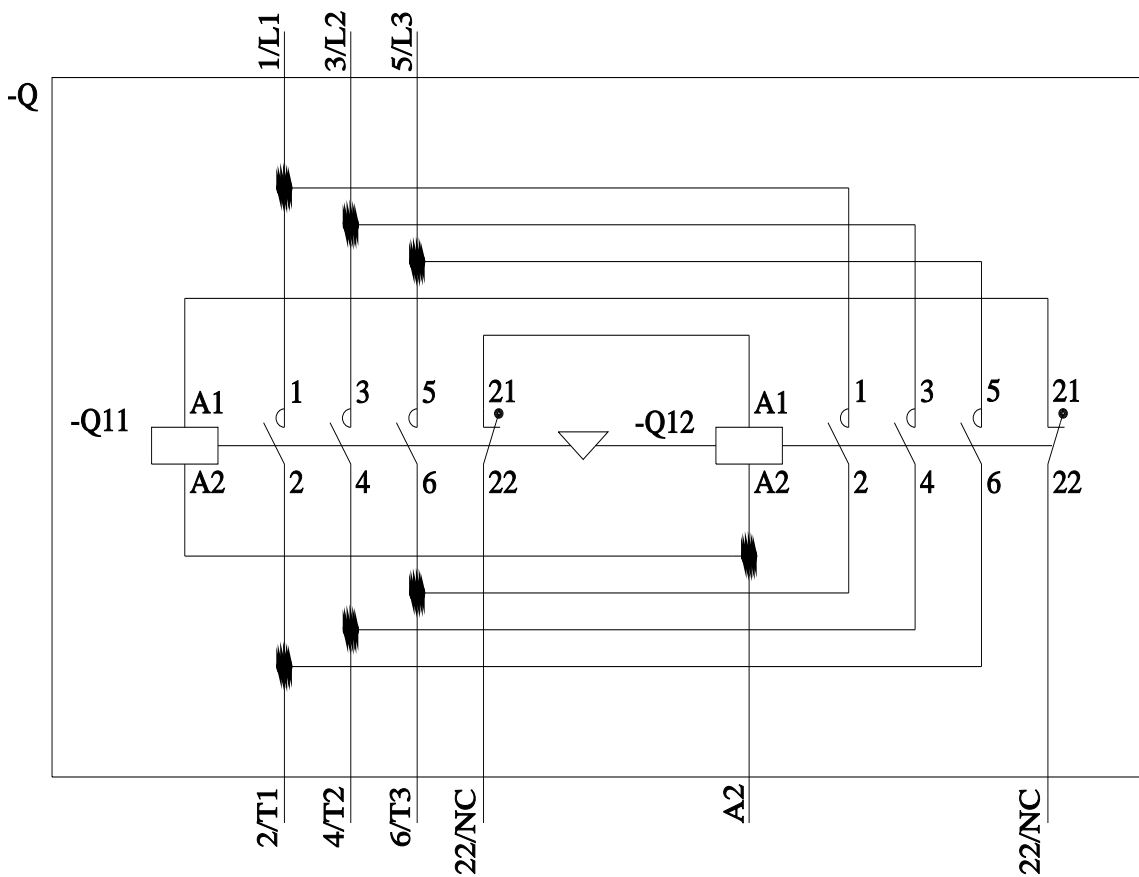 1/L1 3/L2 5/L3
-Q
1 3 5 21 1 3 5 21
A1 A1
-Q11 -Q12
A2 2 4 6 22 A2 2 4 6 22
2/T1 4/T2 6/T3 22/NC A2 22/NC